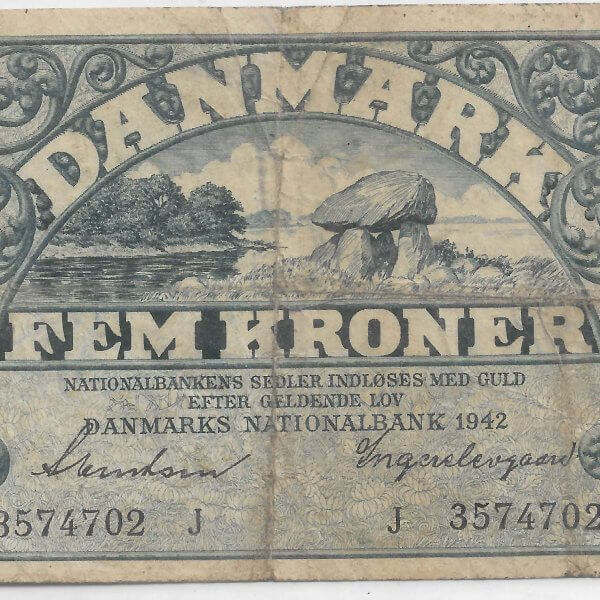 DANMARK
FEM KRONER
NATIONALBANKENS SEDLER INDLØSES MED GULD
EFTER GELDENDE LOV
DANMARKS NATIONALBANK 1942
3574702 J J 3574702